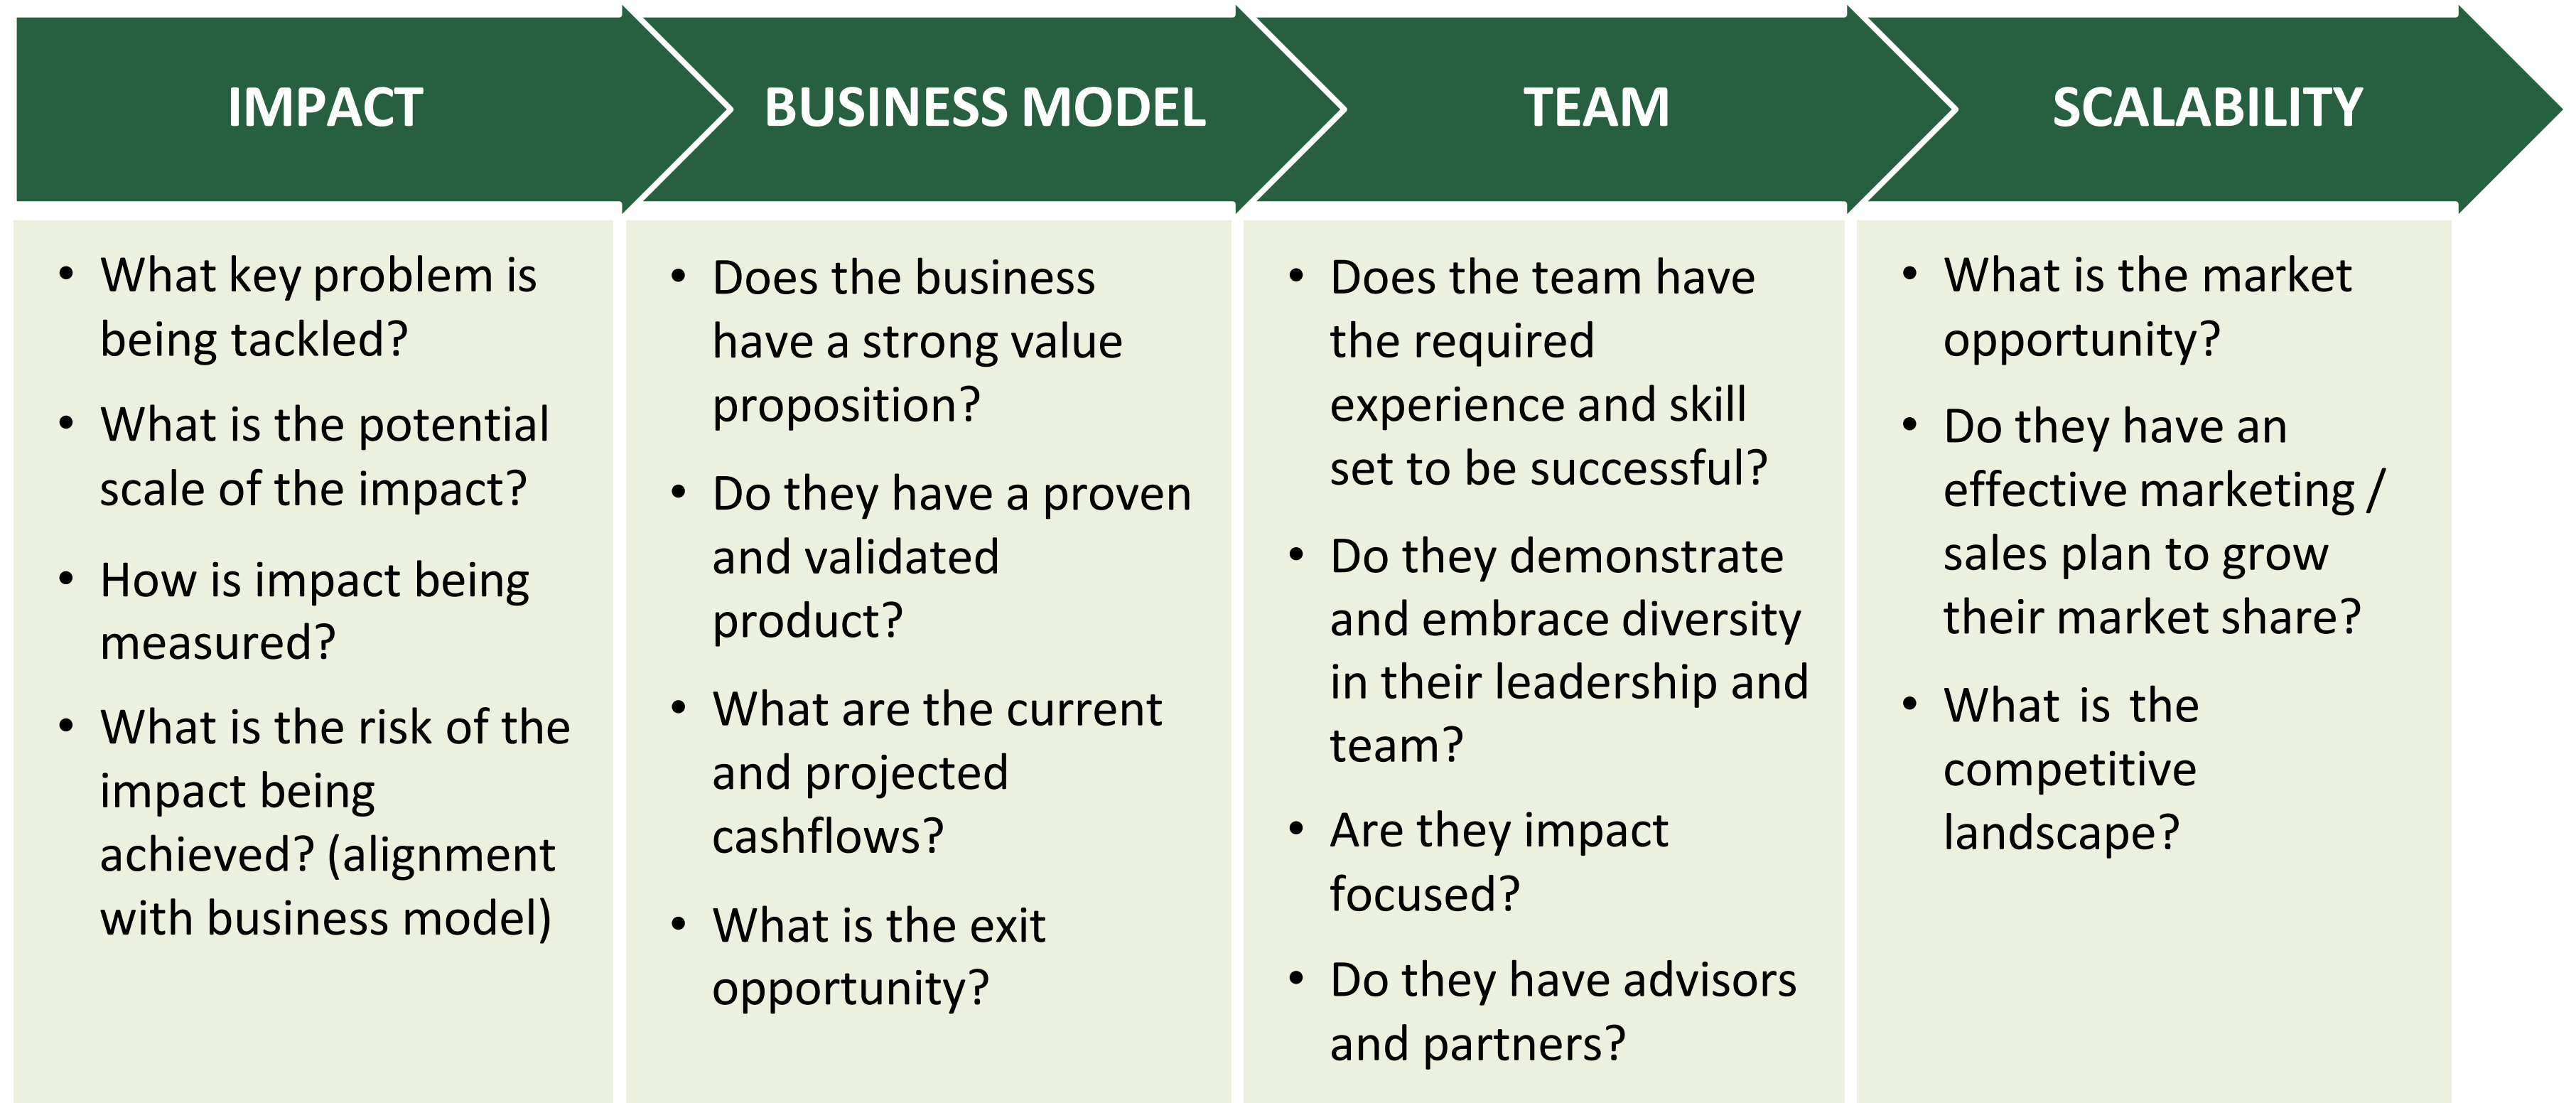 IMPACT
BUSINESS MODEL
TEAM
SCALABILITY
• What key problem is
being tackled?
• What is the potential
scale of the impact?
• How is impact being
measured?
• What is the risk of the
impact being
achieved? (alignment
with business model)
• Does the business
have a strong value
proposition?
• Do they have a proven
and validated
product?
• What are the current
and projected
cashflows?
• What is the exit
opportunity?
• Does the team have
the required
experience and skill
set to be successful?
• Do they demonstrate
and embrace diversity
in their leadership and
team?
• Are they impact
focused?
• Do they have advisors
and partners?
• What is the market
opportunity?
• Do they have an
effective marketing /
sales plan to grow
their market share?
• What is the
competitive
landscape?